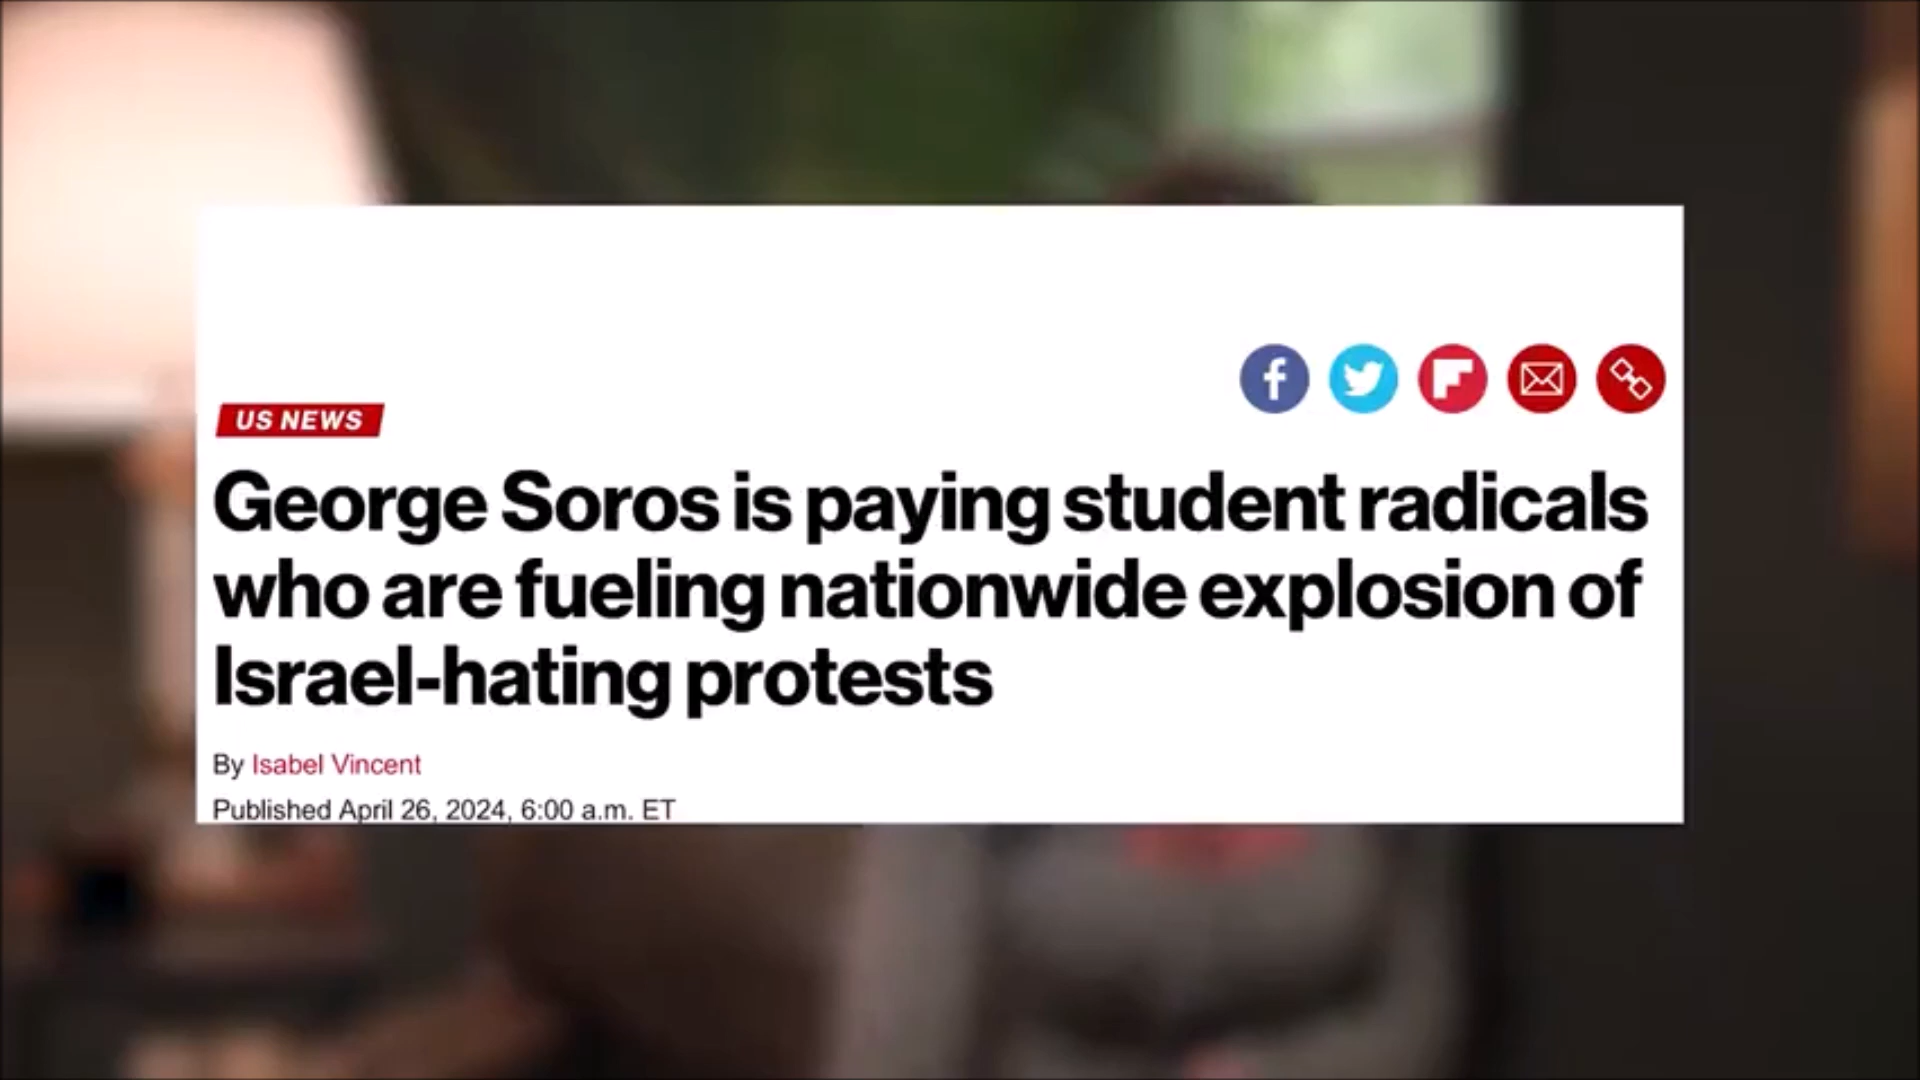 US NEWS
George Soros is paying student radicals
who are fueling nationwide explosion of
Israel-hating protests
By Isabel Vincent
Published April 26, 2024, 6:00 a.m. ET